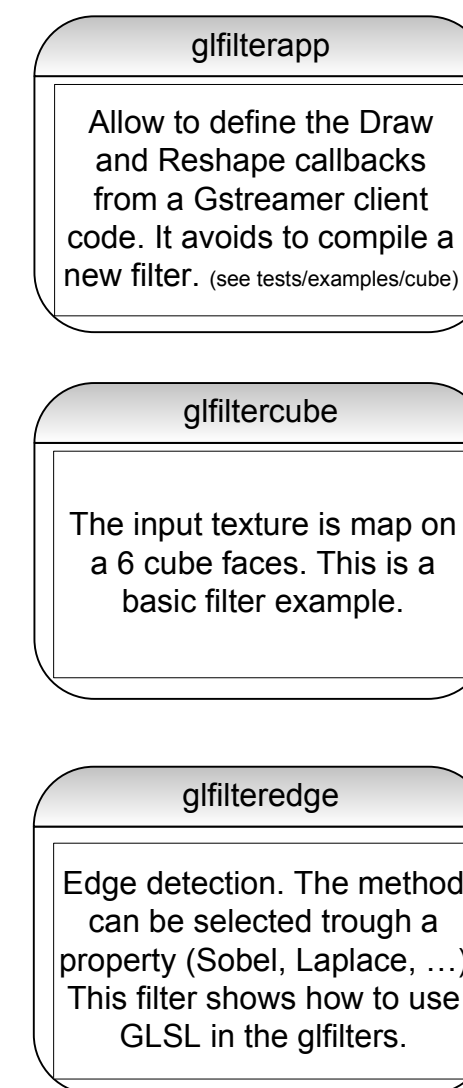 glfilterapp
Allow to define the Draw
and Reshape callbacks
from a Gstreamer client
code. It avoids to compile a
new filter. (see tests/examples/cube)
glfiltercube
The input texture is map on
a 6 cube faces. This is a
basic filter example.
glfilteredge
Edge detection. The method
can be selected trough a
property (Sobel, Laplace, …)
This filter shows how to use
GLSL in the glfilters.